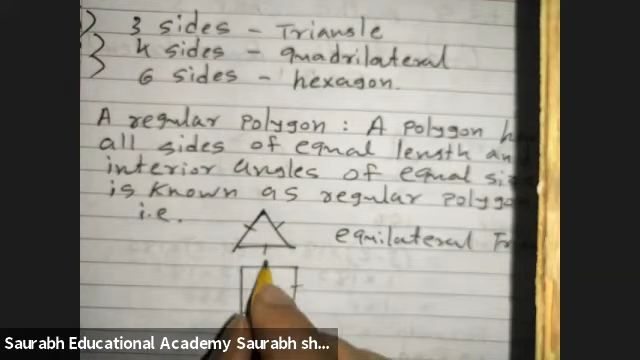 3 sides - Triangle
4 sides - quadrilateral
6 sides - hexagon.
A regular polygon : A polygon
all sides of equal length
interior angles of equal
is known as regular
i.e.
equilateral
Saurabh Educational Academy Saurabh sh...